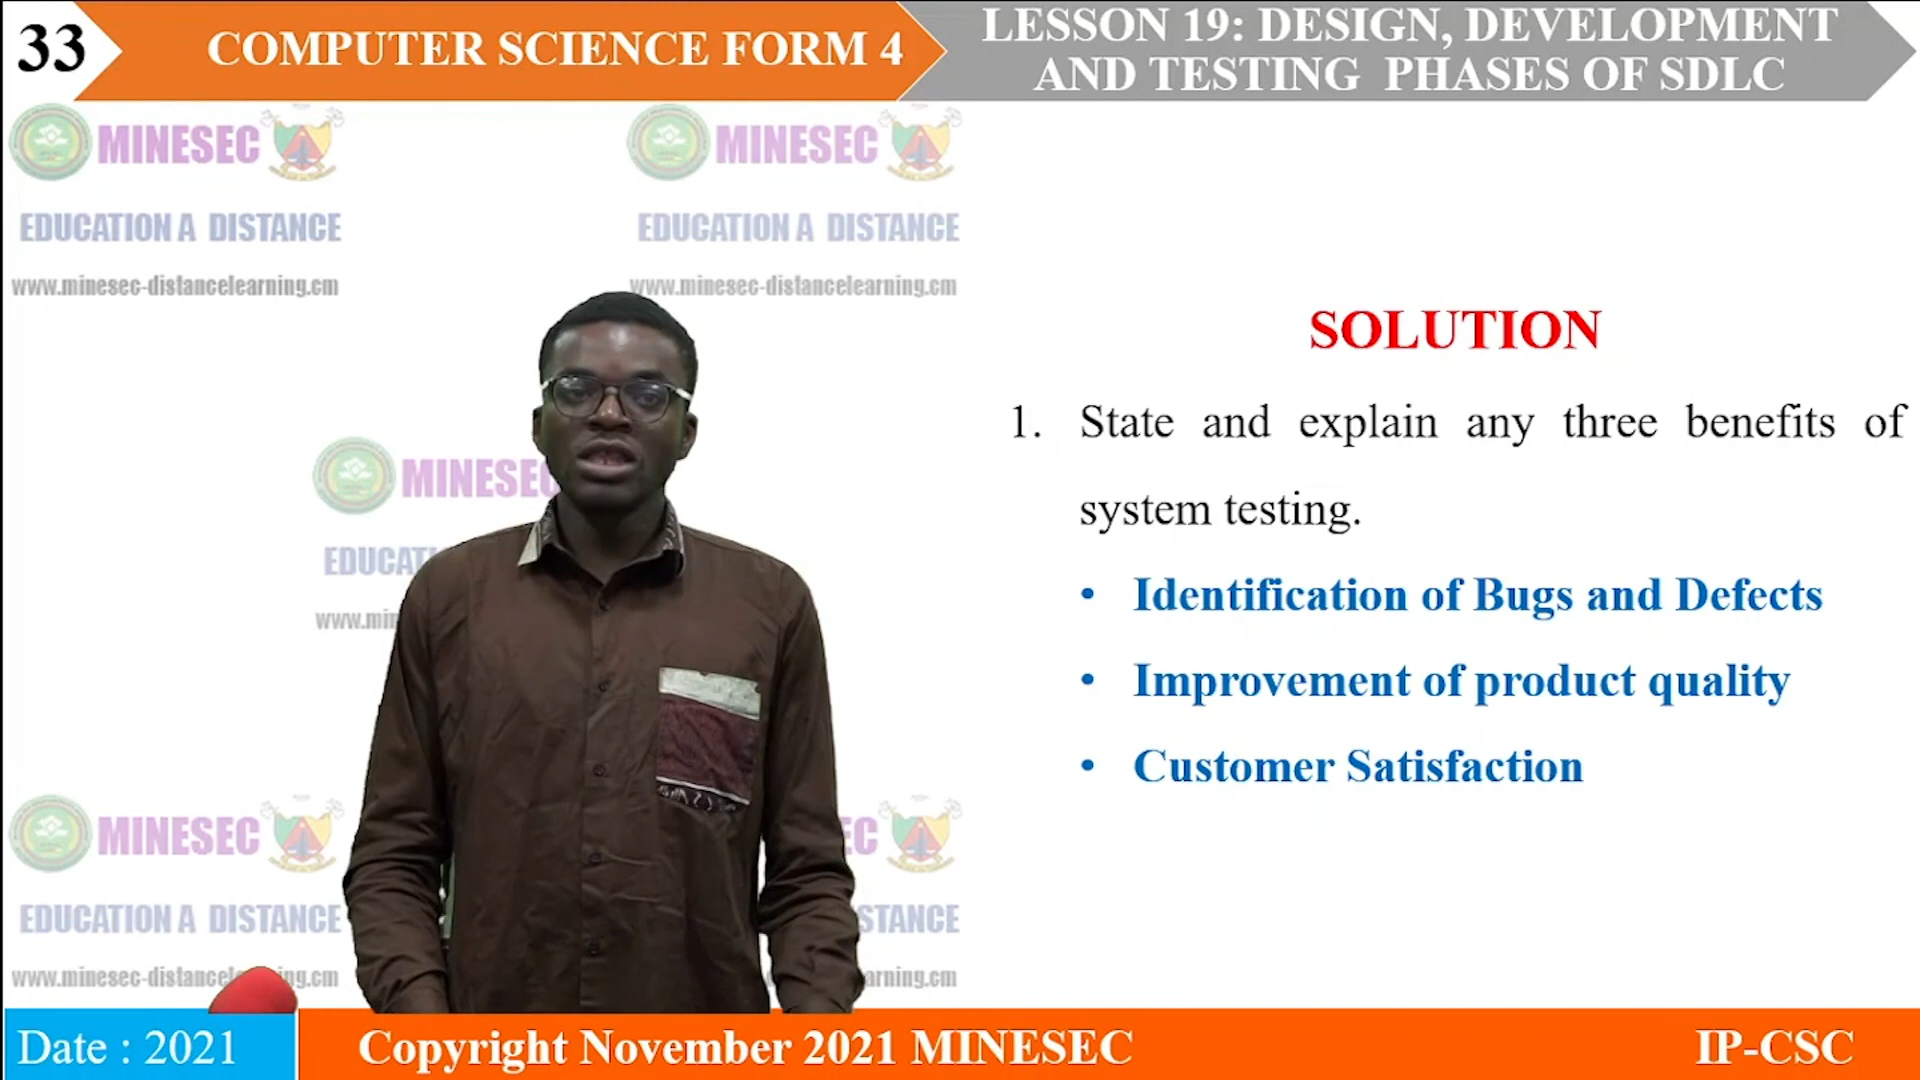 33
COMPUTER SCIENCE FORM 4
LESSON 19: DESIGN, DEVELOPMENT
AND TESTING PHASES OF SDLC
MINESEC
EDUCATION A DISTANCE
www.minesec-distancelearning.cm
MINESEC
EDUCATION A DISTANCE
www.minesec-distancelearning.cm
SOLUTION
1. State and explain any three benefits of
system testing.
• Identification of Bugs and Defects
• Improvement of product quality
• Customer Satisfaction
MINESEC
MINESEC
EDUCATION A DISTANCE
Date : 2021
Copyright November 2021 MINESEC
IP-CSC